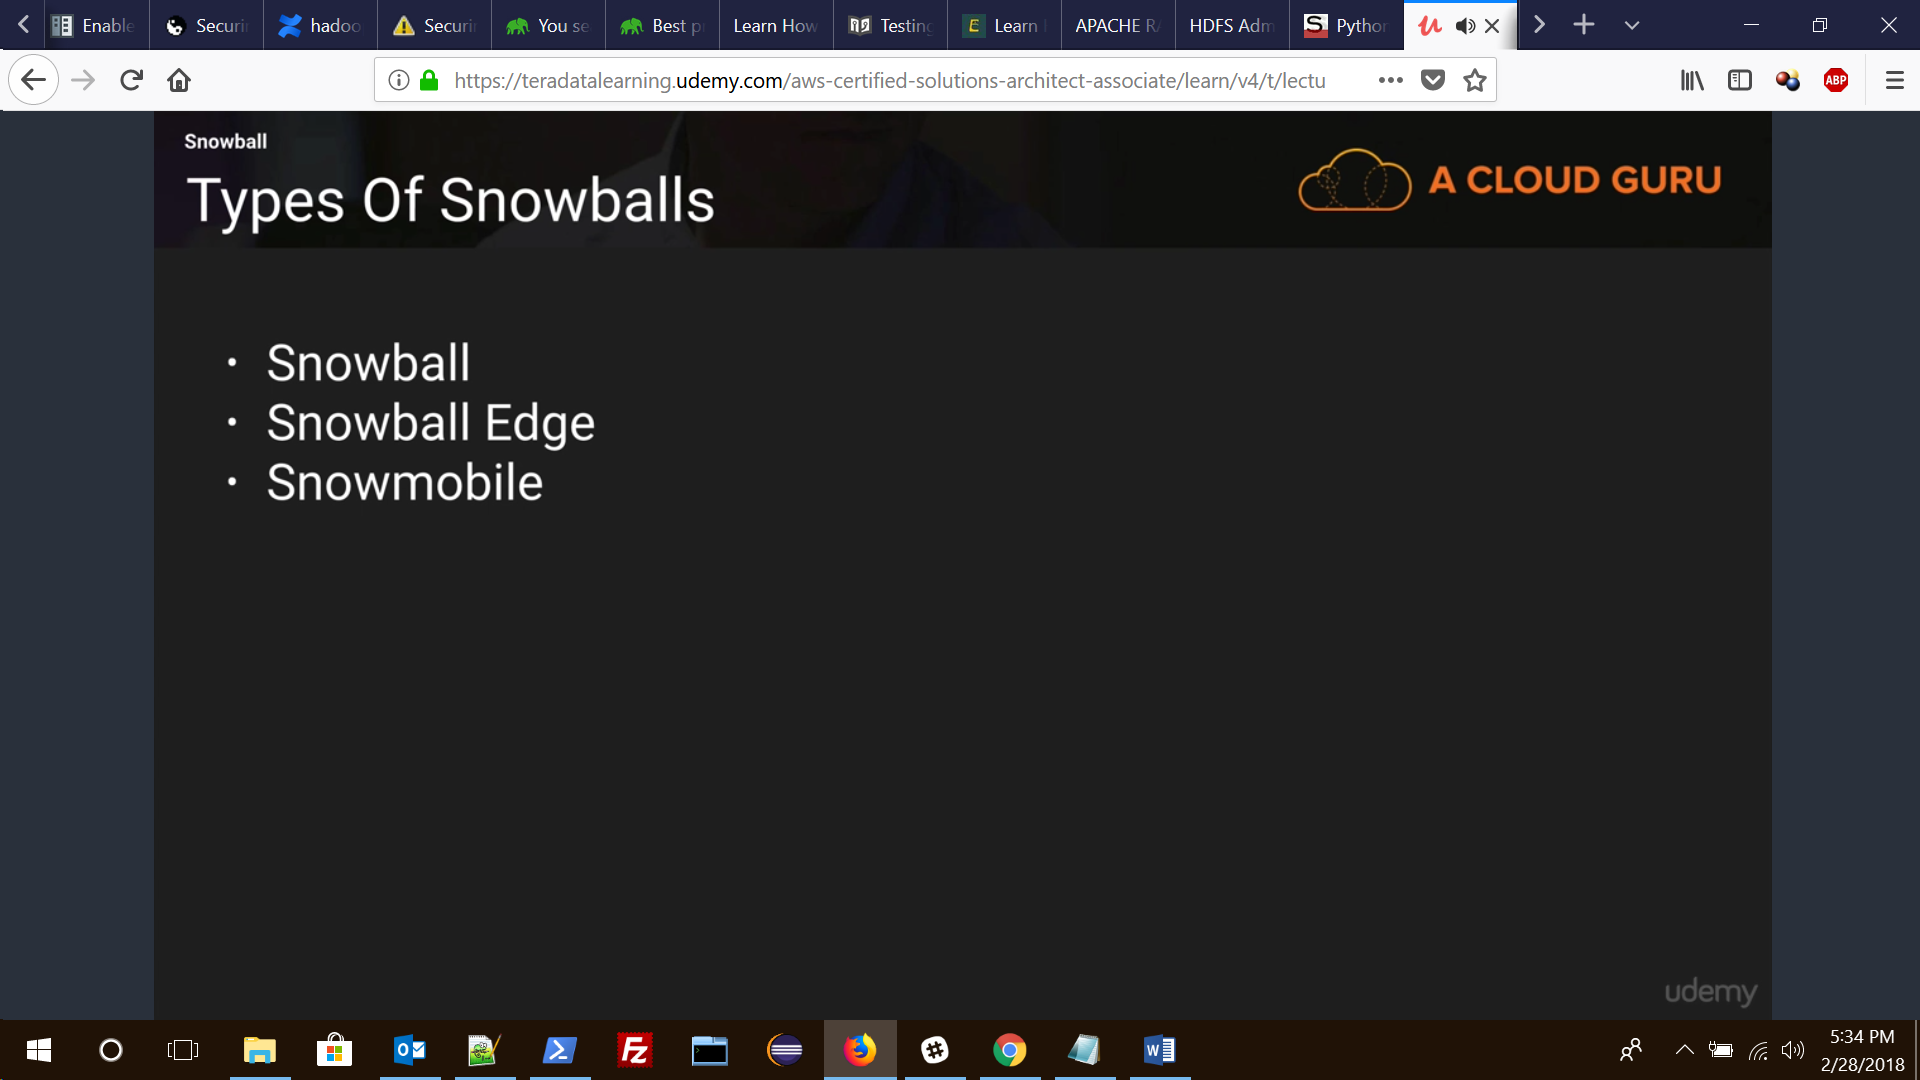 Enable
Securi
hadoo
Securi
You se
Best p
Learn How
Testing
E
Learn
APACHE R
HDFS Adm
S
Python
https://teradatalearning.udemy.com/aws-certified-solutions-architect-associate/learn/v4/t/lectu
ABP
Snowball
Types Of Snowballs
A CLOUD GURU
• Snowball
• Snowball Edge
• Snowmobile
udemy
5:34 PM
2/28/2018